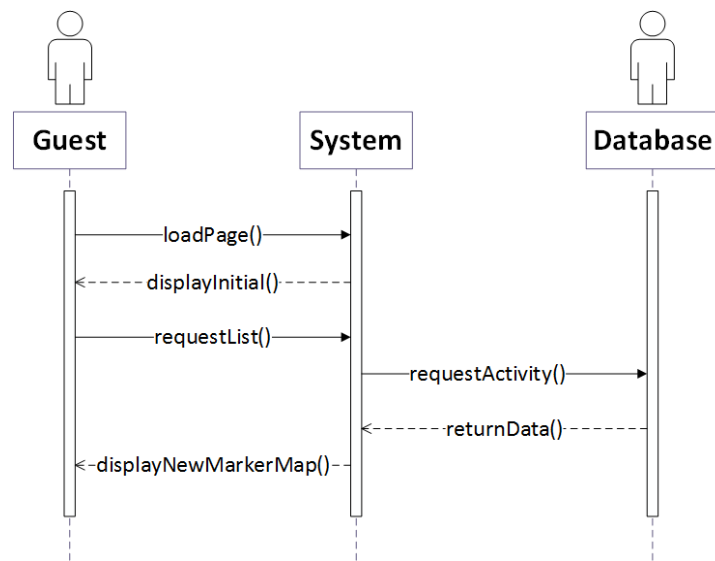 Guest
System
Database
loadPage()
displayInitial()
requestList()
requestActivity()
returnData()
displayNewMarkerMap()